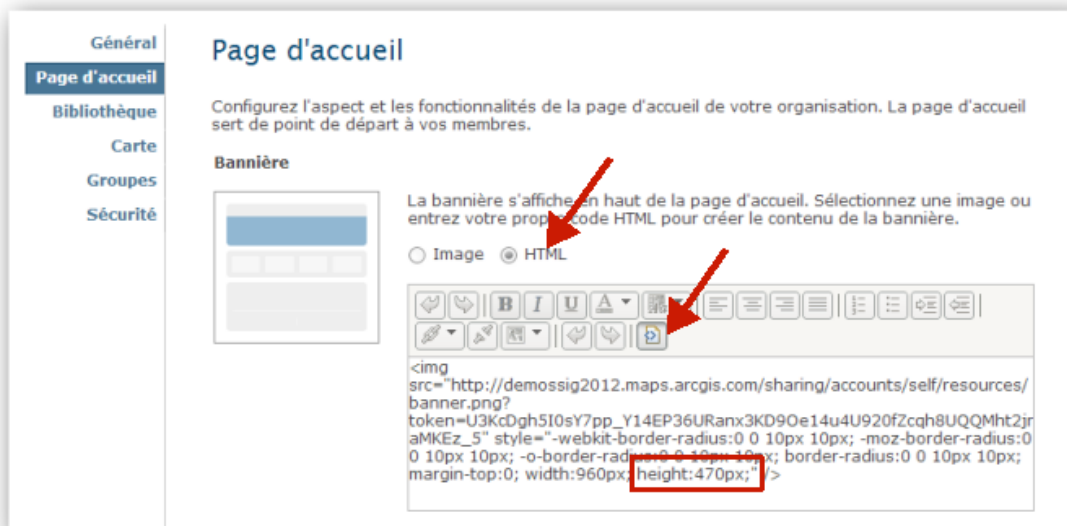 Général
Page d'accueil
Bibliothèque
Carte
Groupes
Sécurité
Page d'accueil
Configurez l'aspect et les fonctionnalités de la page d'accueil de votre organisation. La page d'accueil
sert de point de départ à vos membres.
Bannière
La bannière s'affiche en haut de la page d'accueil. Sélectionnez une image ou
entrez votre propre code HTML pour créer le contenu de la bannière.
Image HTML
B I U A
<img
src="http://demossig2012.maps.arcgis.com/sharing/accounts/self/resources/
banner.png?
token=U3KcDgh5I0sY7pp_Y14EP36URanx3KD9Oe14u4U920fZcqh8UQQMht2jr
aMKEz_5" style="-webkit-border-radius:0 0 10px 10px; -moz-border-radius:0
0 10px 10px; -o-border-radius:0 0 10px 10px; border-radius:0 0 10px 10px;
margin-top:0; width:960px; height:470px;" />